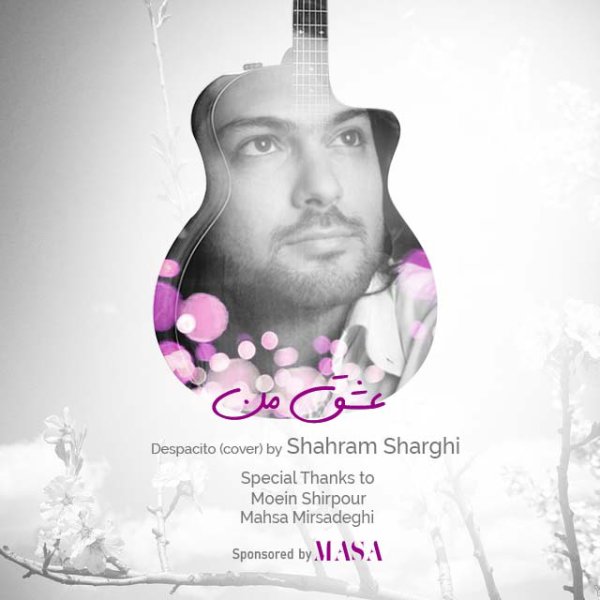 عشق من
Despacito (cover) by Shahram Sharghi
Special Thanks to
Moein Shirpour
Mahsa Mirsadeghi
Sponsored by MASA